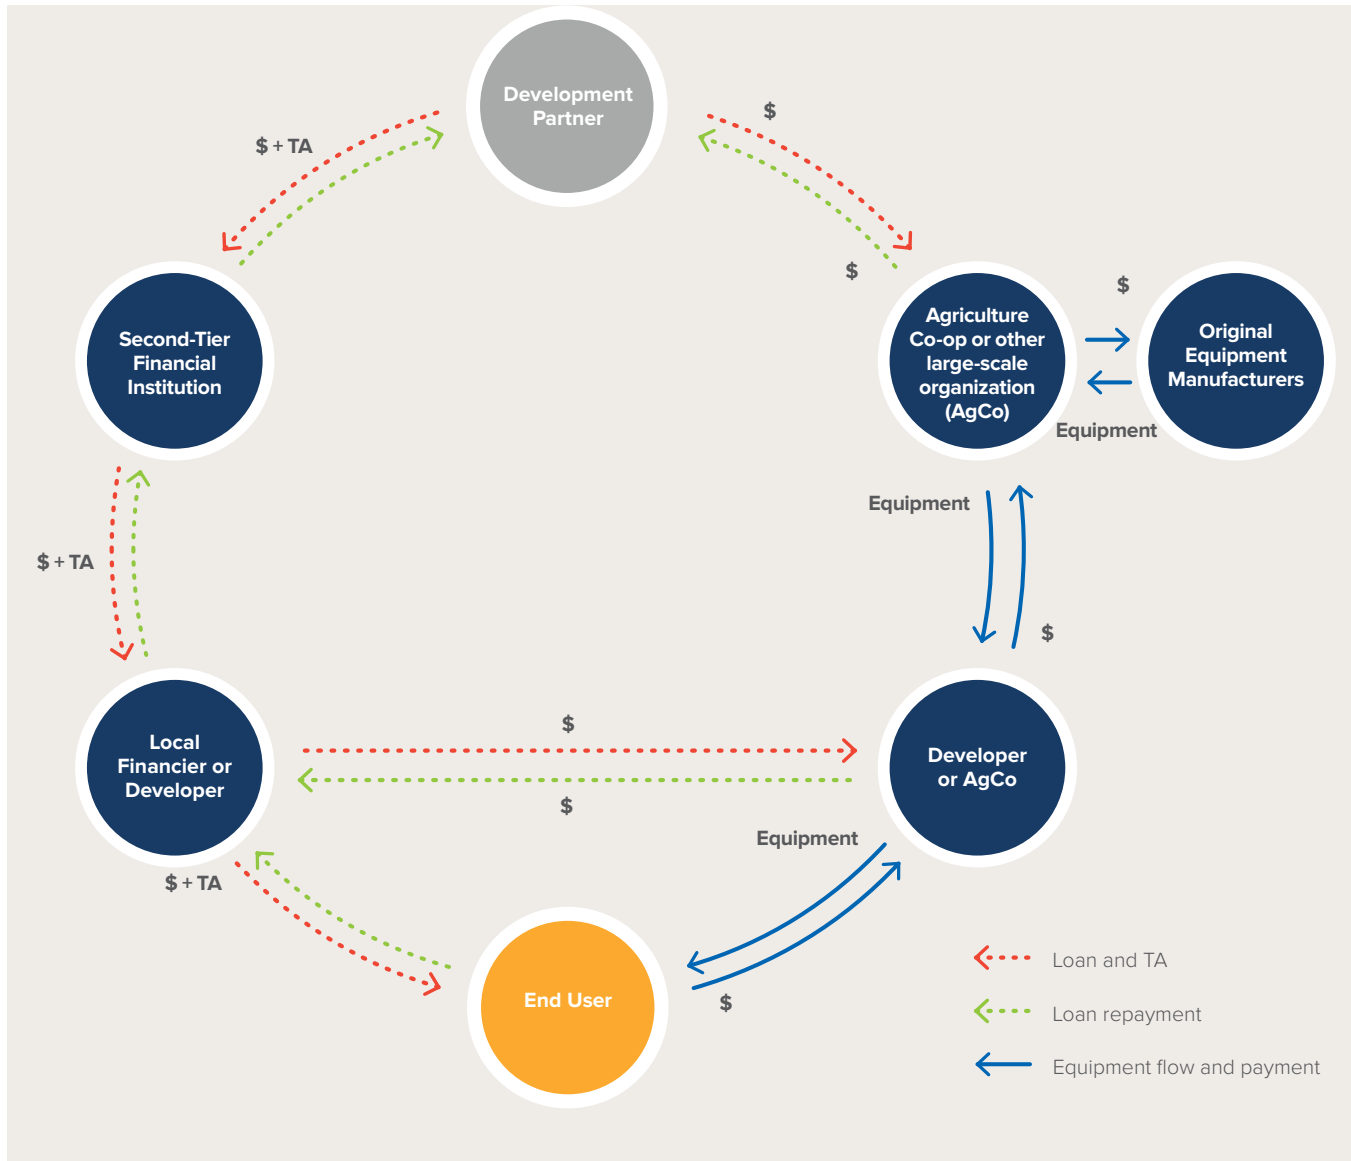 Development
Partner
$
$ + TA
$
$
Second-Tier
Financial
Institution
Agriculture
Co-op or other
large-scale
organization
(AgCo)
Original
Equipment
Manufacturers
Equipment
Equipment
$ + TA
$
$
Local
Financier or
Developer
Developer
or AgCo
$
Equipment
$ + TA
End User
$
Loan and TA
Loan repayment
Equipment flow and payment